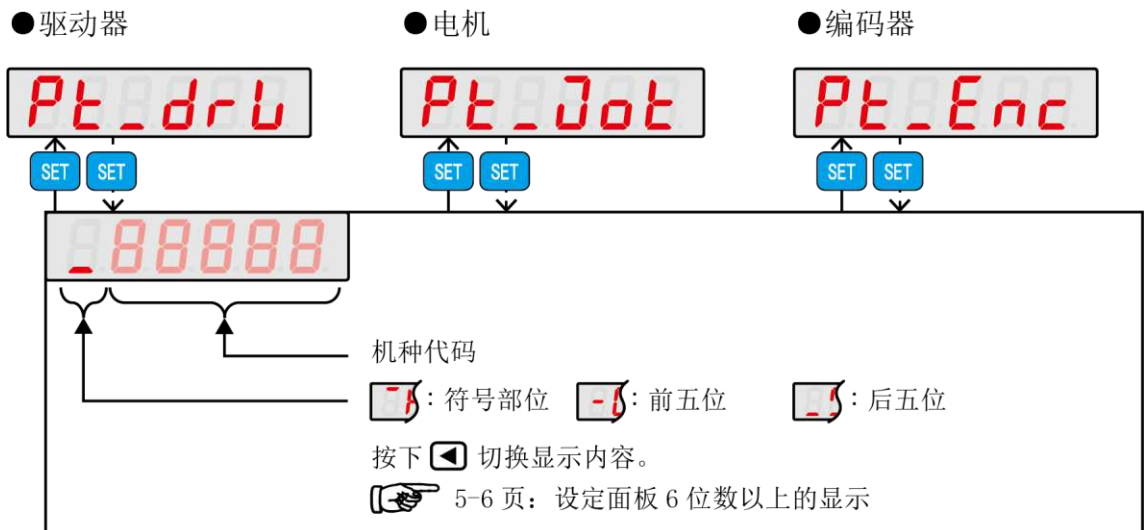 ●驱动器 ●电机 ●编码器
Pt_drU Pt_Jot Pt_Enc
SET SET SET SET SET SET
_88888
机种代码
：符号部位 ：前五位 ：后五位
按下 切换显示内容。
5-6页：设定面板6位数以上的显示